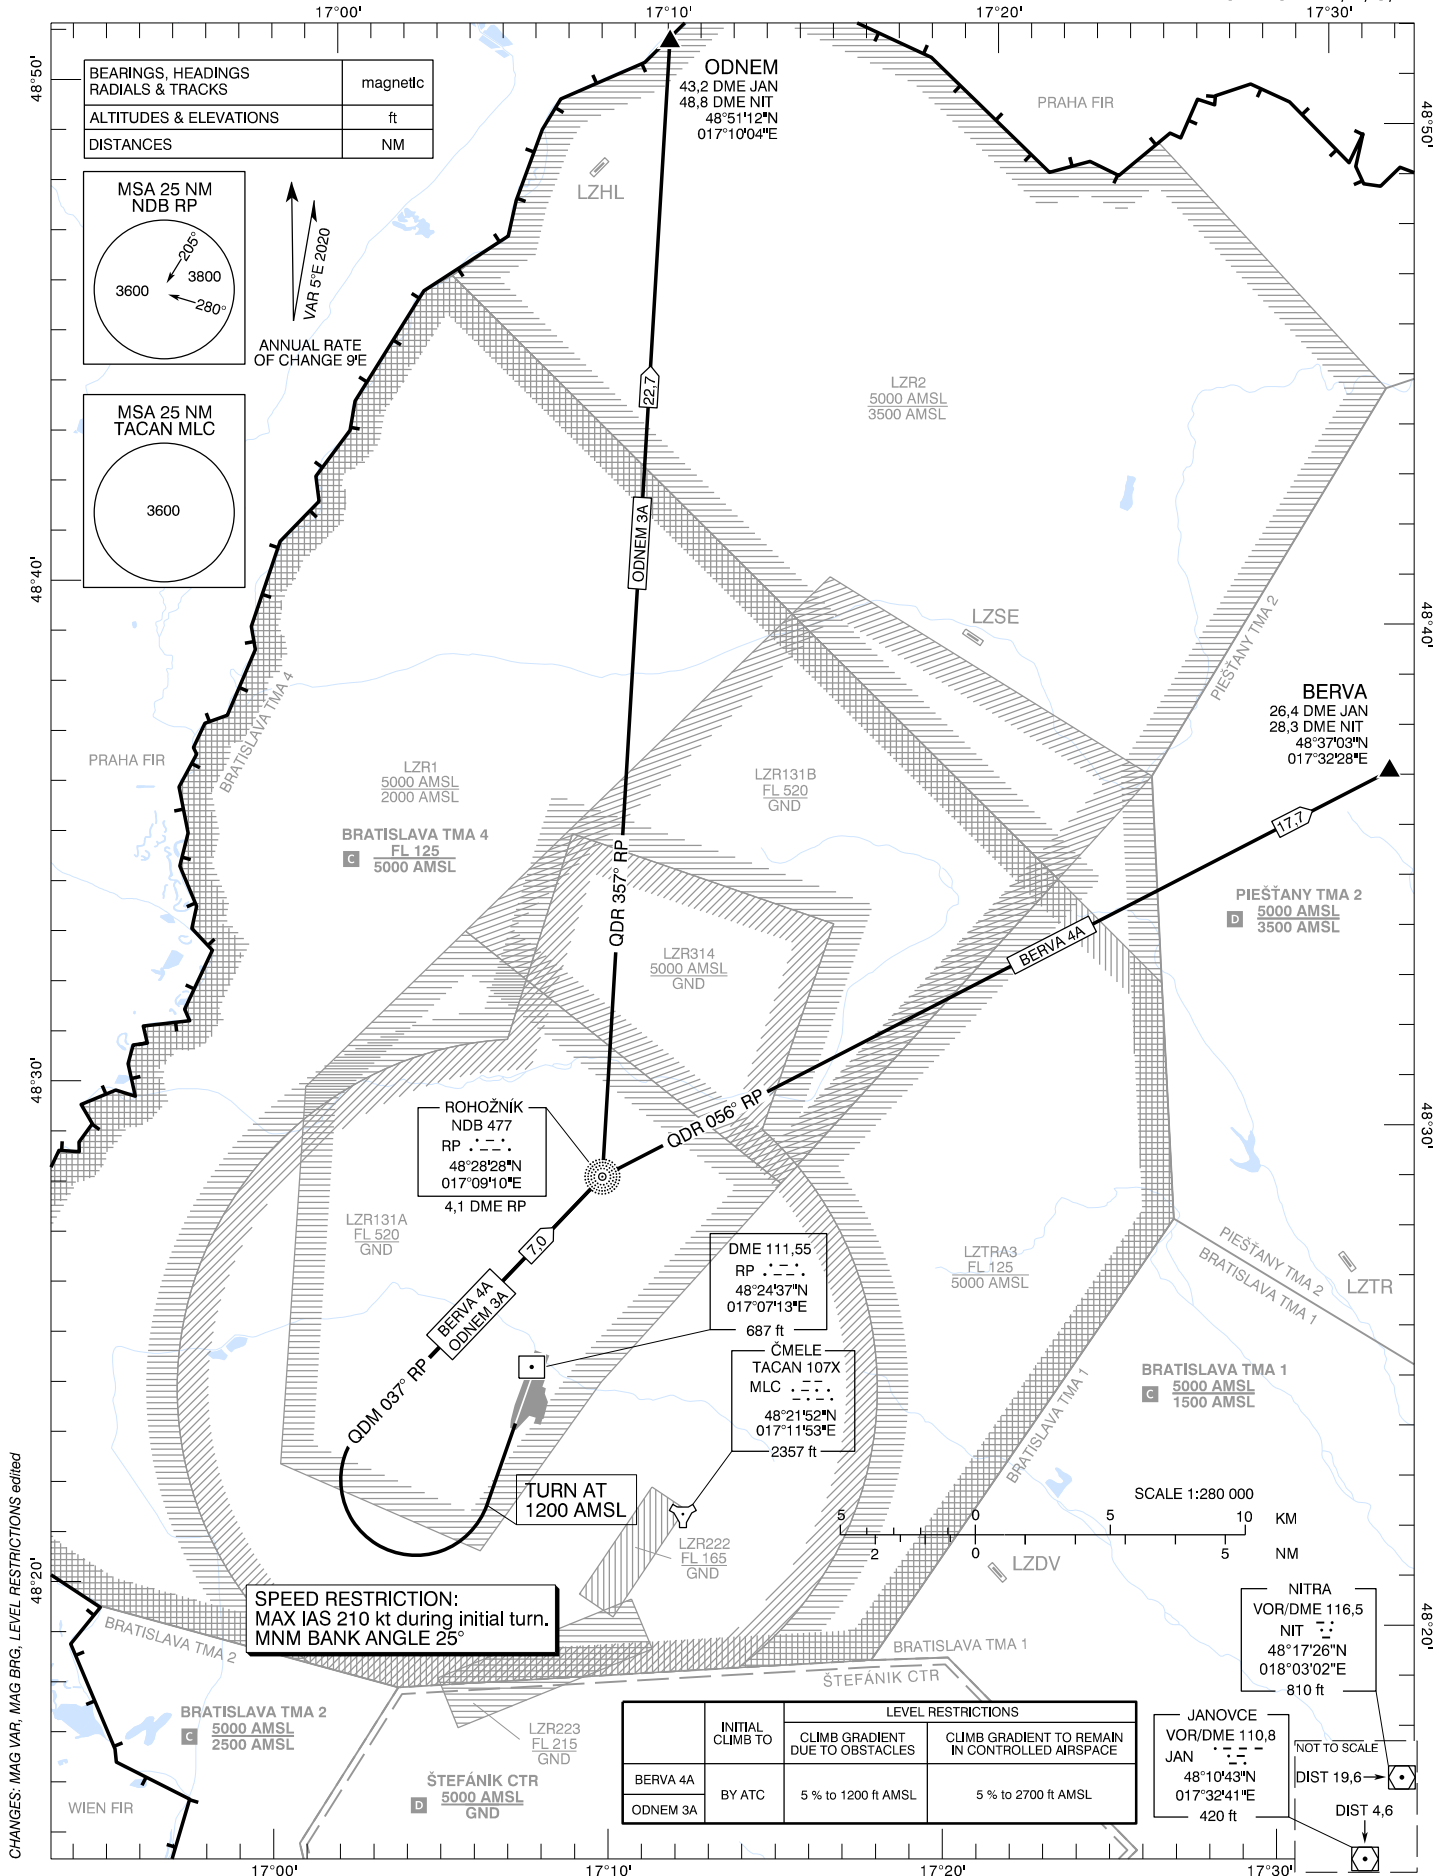 17°00'
17°10'
17°20'
17°30'
48°50'
48°40'
48°30'
48°20'
48°50'
48°40'
48°30'
48°20'
BEARINGS, HEADINGS
RADIALS & TRACKS
magnetic
ALTITUDES & ELEVATIONS
ft
DISTANCES
NM
MSA 25 NM
NDB RP
205°
3800
3600
280°
VAR 5°E 2020
ANNUAL RATE
OF CHANGE 9'E
MSA 25 NM
TACAN MLC
3600
ODNEM
43,2 DME JAN
48,8 DME NIT
48°51'12"N
017°10'04"E
PRAHA FIR
LZHL
22,7
LZR2
5000 AMSL
3500 AMSL
ODNEM 3A
LZSE
PIEŠŤANY TMA 2
BERVA
26,4 DME JAN
28,3 DME NIT
48°37'03"N
017°32'28"E
PRAHA FIR
BRATISLAVA TMA 4
LZR1
5000 AMSL
2000 AMSL
LZR131B
FL 520
GND
17,7
BRATISLAVA TMA 4
C
FL 125
5000 AMSL
QDR 357° RP
PIEŠŤANY TMA 2
D
5000 AMSL
3500 AMSL
BERVA 4A
LZR314
5000 AMSL
GND
QDR 056° RP
ROHOŽNÍK
NDB 477
RP
48°28'28"N
017°09'10"E
4,1 DME RP
LZR131A
FL 520
GND
7,0
DME 111,55
RP
48°24'37"N
017°07'13"E
687 ft
LZTRA3
FL 125
5000 AMSL
PIEŠŤANY TMA 2
BRATISLAVA TMA 1
LZTR
BERVA 4A
ODNEM 3A
QDM 037° RP
ČMELE
TACAN 107X
MLC
48°21'52"N
017°11'53"E
2357 ft
BRATISLAVA TMA 1
C
5000 AMSL
1500 AMSL
BRATISLAVA TMA 1
TURN AT
1200 AMSL
SCALE 1:280 000
5
0
5
10
KM
2
0
5
NM
LZR222
FL 165
GND
LZDV
SPEED RESTRICTION:
MAX IAS 210 kt during initial turn.
MNM BANK ANGLE 25°
BRATISLAVA TMA 2
BRATISLAVA TMA 1
ŠTEFÁNIK CTR
NITRA
VOR/DME 116,5
NIT
48°17'26"N
018°03'02"E
810 ft
BRATISLAVA TMA 2
C
5000 AMSL
2500 AMSL
LZR223
FL 215
GND
ŠTEFÁNIK CTR
D
5000 AMSL
GND
WIEN FIR
INITIAL
CLIMB TO
LEVEL RESTRICTIONS
CLIMB GRADIENT
DUE TO OBSTACLES
CLIMB GRADIENT TO REMAIN
IN CONTROLLED AIRSPACE
BERVA 4A
ODNEM 3A
BY ATC
5 % to 1200 ft AMSL
5 % to 2700 ft AMSL
JANOVCE
VOR/DME 110,8
JAN
48°10'43"N
017°32'41"E
420 ft
NOT TO SCALE
DIST 19,6
DIST 4,6
17°00'
17°10'
17°20'
17°30'
CHANGES: MAG VAR, MAG BRG, LEVEL RESTRICTIONS edited